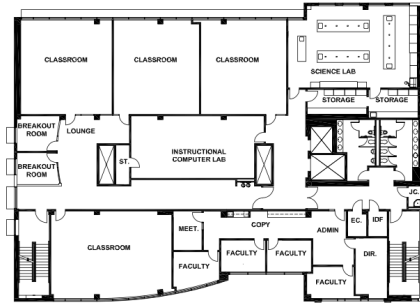 CLASSROOM
CLASSROOM
CLASSROOM
SCIENCE LAB
STORAGE
STORAGE
BREAKOUT
ROOM
LOUNGE
BREAKOUT
ROOM
ST.
INSTRUCTIONAL
COMPUTER LAB
JC.
CLASSROOM
MEET.
COPY
ADMIN
EC.
IDF
FACULTY
FACULTY
FACULTY
FACULTY
DIR.